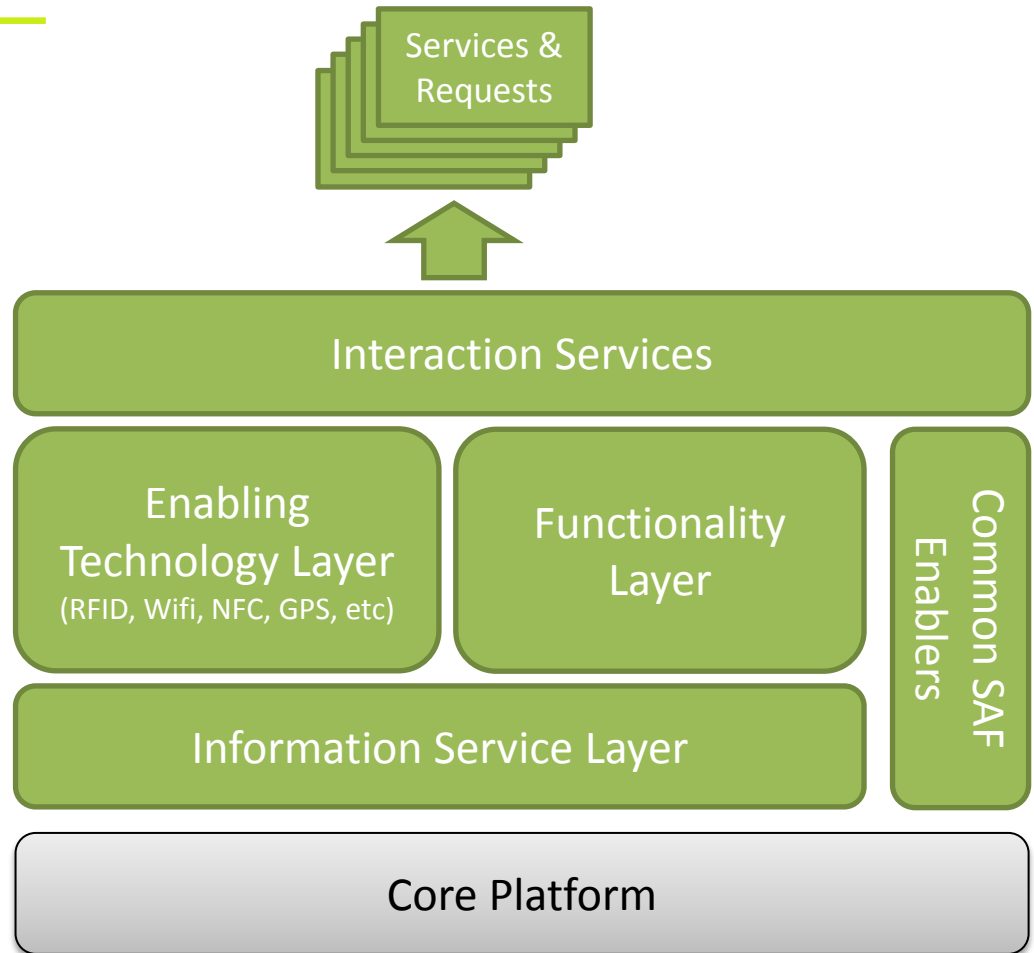 Services &
Requests
Interaction Services
Enabling
Technology Layer
(RFID, Wifi, NFC, GPS, etc)
Functionality
Layer
Common SAF
Enablers
Information Service Layer
Core Platform